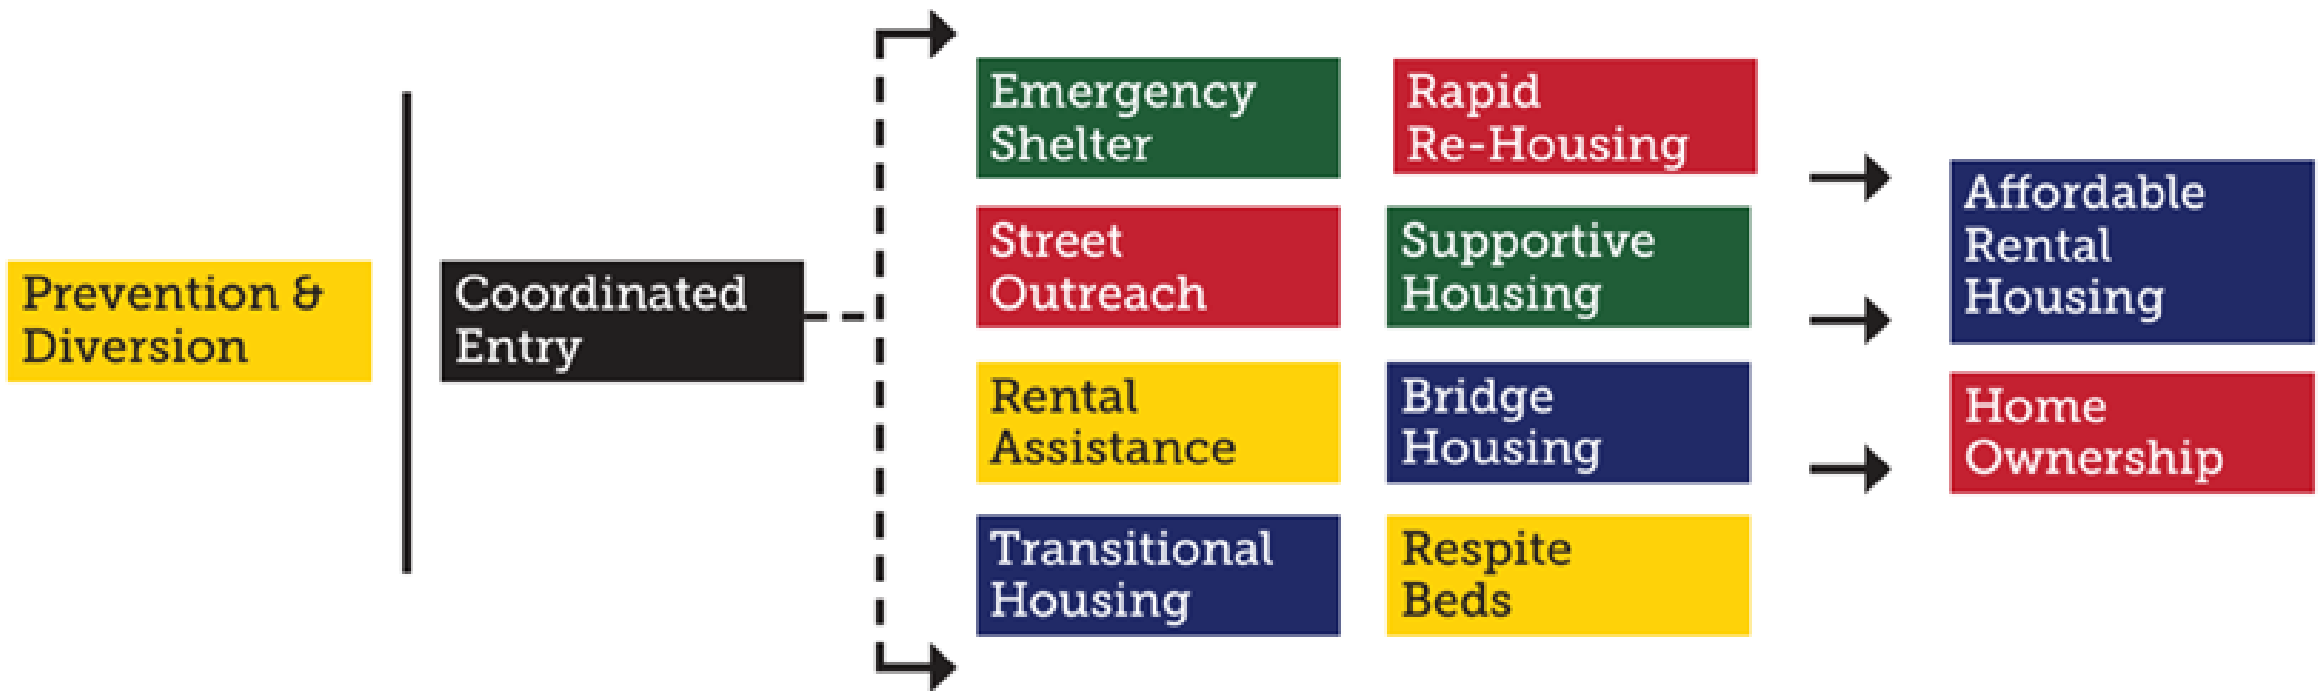 Prevention &
Diversion
Coordinated
Entry
Emergency
Shelter
Rapid
Re-Housing
Street
Outreach
Supportive
Housing
Rental
Assistance
Bridge
Housing
Transitional
Housing
Respite
Beds
Affordable
Rental
Housing
Home
Ownership